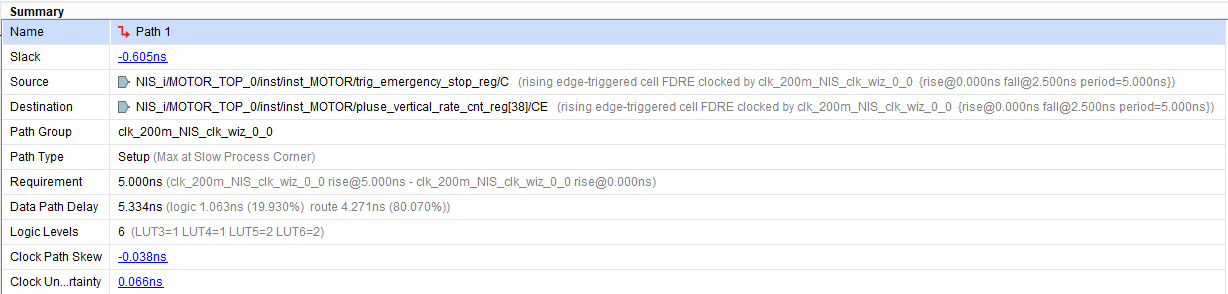 Summary
Name Path 1
Slack -0.605ns
Source NIS_i/MOTOR_TOP_0/inst/inst_MOTOR/trig_emergency_stop_reg/C (rising edge-triggered cell FDRE clocked by clk_200m_NIS_clk_wiz_0_0 {rise@0.000ns fall@2.500ns period=5.000ns})
Destination NIS_i/MOTOR_TOP_0/inst/inst_MOTOR/pluse_vertical_rate_cnt_reg[38]/CE (rising edge-triggered cell FDRE clocked by clk_200m_NIS_clk_wiz_0_0 {rise@0.000ns fall@2.500ns period=5.000ns})
Path Group clk_200m_NIS_clk_wiz_0_0
Path Type Setup (Max at Slow Process Corner)
Requirement 5.000ns (clk_200m_NIS_clk_wiz_0_0 rise@5.000ns - clk_200m_NIS_clk_wiz_0_0 rise@0.000ns)
Data Path Delay 5.334ns (logic 1.063ns (19.930%) route 4.271ns (80.070%))
Logic Levels 6 (LUT3=1 LUT4=1 LUT5=2 LUT6=2)
Clock Path Skew -0.038ns
Clock Un...rtainty 0.066ns